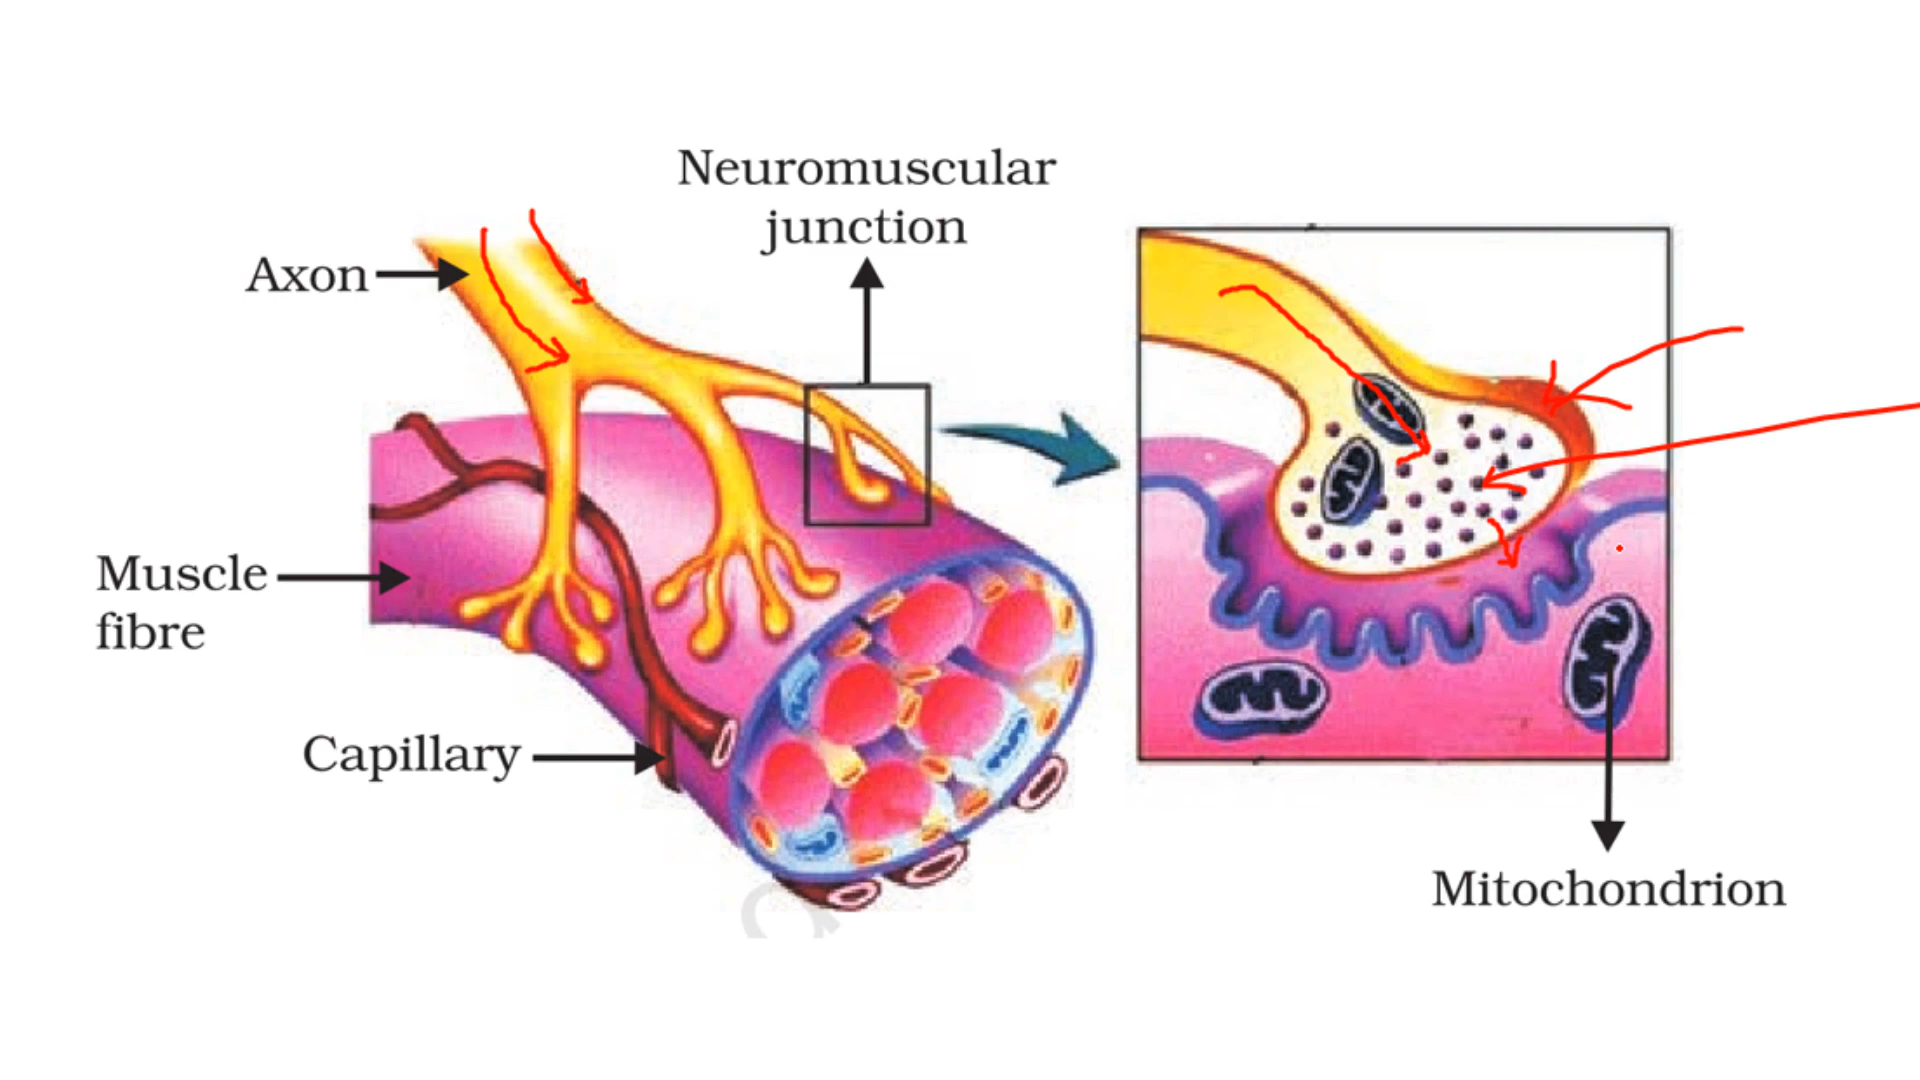 Neuromuscular
junction
Axon
Muscle
fibre
Capillary
Mitochondrion